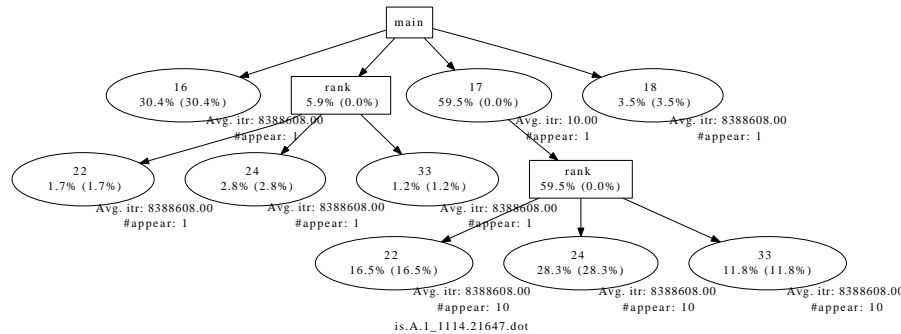 main
16
30.4% (30.4%)
Avg. itr: 8388608.00
#appear: 1
rank
5.9% (0.0%)
17
59.5% (0.0%)
Avg. itr: 10.00
#appear: 1
18
3.5% (3.5%)
Avg. itr: 8388608.00
#appear: 1
22
1.7% (1.7%)
Avg. itr: 8388608.00
#appear: 1
24
2.8% (2.8%)
Avg. itr: 8388608.00
#appear: 1
33
1.2% (1.2%)
Avg. itr: 8388608.00
#appear: 1
rank
59.5% (0.0%)
22
16.5% (16.5%)
Avg. itr: 8388608.00
#appear: 10
24
28.3% (28.3%)
Avg. itr: 8388608.00
#appear: 10
33
11.8% (11.8%)
Avg. itr: 8388608.00
#appear: 10
is.A.1_1114.21647.dot